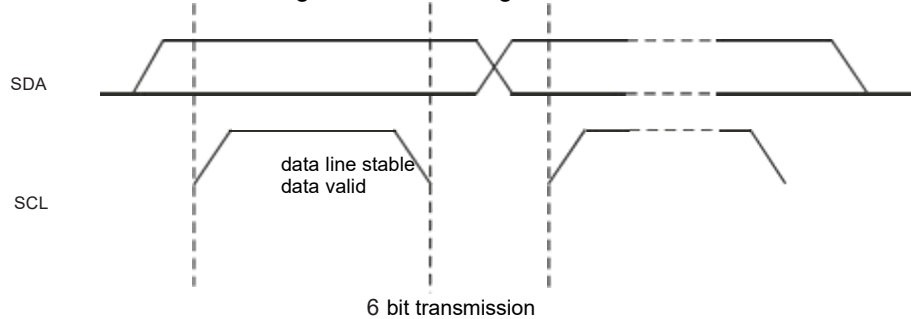 SDA
data line stable
data valid
SCL
6 bit transmission